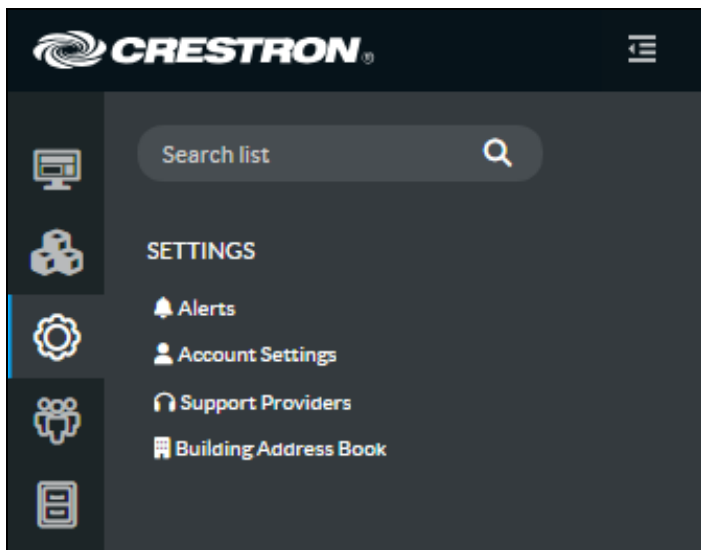 CRESTRON®
Search list
SETTINGS
Alerts
Account Settings
Support Providers
Building Address Book